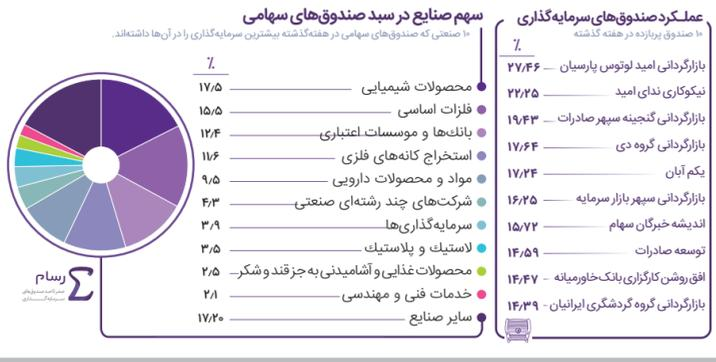 عملکرد صندوق‌های سرمایه‌گذاری
۱۰ صندوق پربازده در هفته گذشته
٪
بازارگردانی امید لوتوس پارسیان ۲۷/۴۶
نیکوکاری ندای امید ۲۲/۲۵
بازارگردانی گنجینه سپهر صادرات ۱۹/۴۳
بازارگردانی گروه دی ۱۷/۶۴
یکم آبان ۱۷/۲۴
بازارگردانی سپهر بازار سرمایه ۱۶/۲۵
اندیشه خبرگان سهام ۱۵/۷۲
توسعه صادرات ۱۴/۵۹
افق روشن کارگزاری بانک خاورمیانه ۱۴/۴۷
بازارگردانی گروه گردشگری ایرانیان ۱۴/۳۹
سهم صنایع در سبد صندوق‌های سهامی
۱۰ صنعتی که صندوق‌های سهامی در هفته‌گذشته بیشترین سرمایه‌گذاری را در آن‌ها داشته‌اند.
٪
محصولات شیمیایی ۱۷/۵
فلزات اساسی ۱۵/۵
بانک‌ها و موسسات اعتباری ۱۲/۴
استخراج کانه‌های فلزی ۱۱/۶
مواد و محصولات دارویی ۹/۵
شرکت‌های چند رشته‌ای صنعتی ۴/۳
سرمایه‌گذاری‌ها ۳/۹
لاستیک و پلاستیک ۳/۵
محصولات غذایی و آشامیدنی به جز قند و شکر ۲/۵
خدمات فنی و مهندسی ۲/۱
سایر صنایع ۱۷/۲۰
رسام
سرمایه‌گذاری